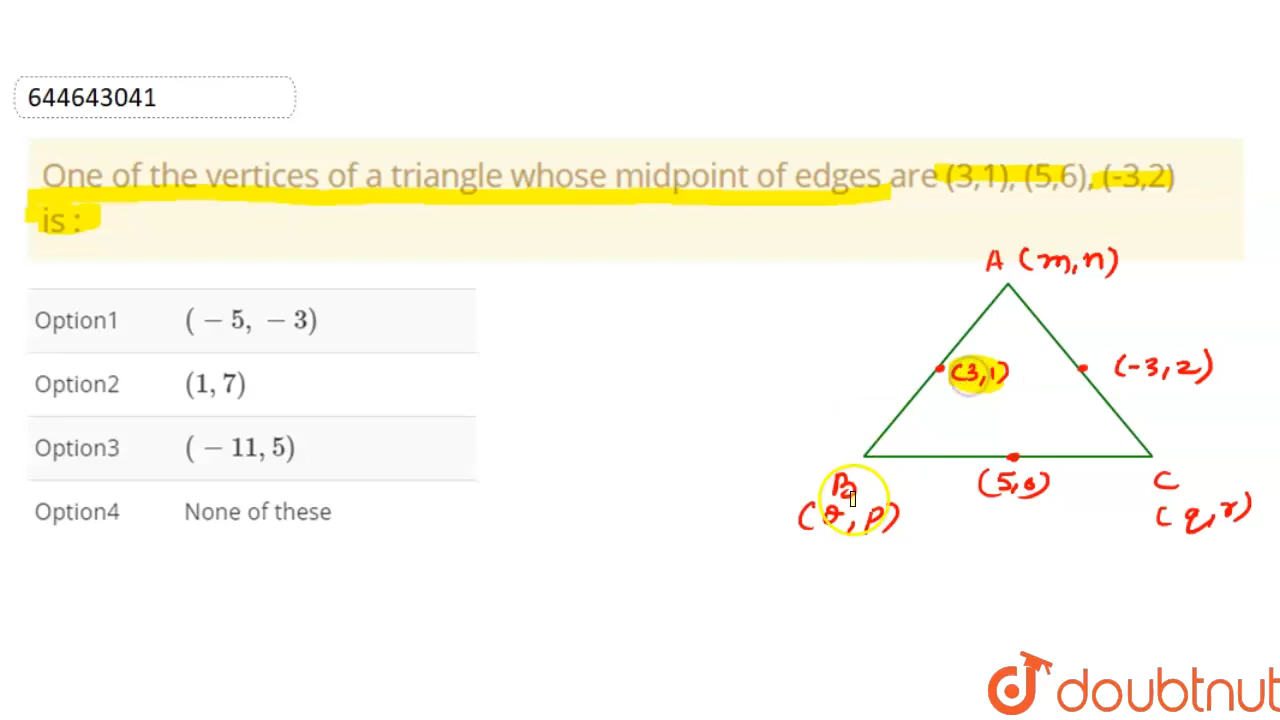 644643041
One of the vertices of a triangle whose midpoint of edges are (3,1), (5,6), (-3,2)
is :
Option1 (−5, −3)
Option2 (1, 7)
Option3 (−11, 5)
Option4 None of these
A (m,n)
(3,1)
(-3,2)
B
(5,6)
C
(q,r)
doubtnut